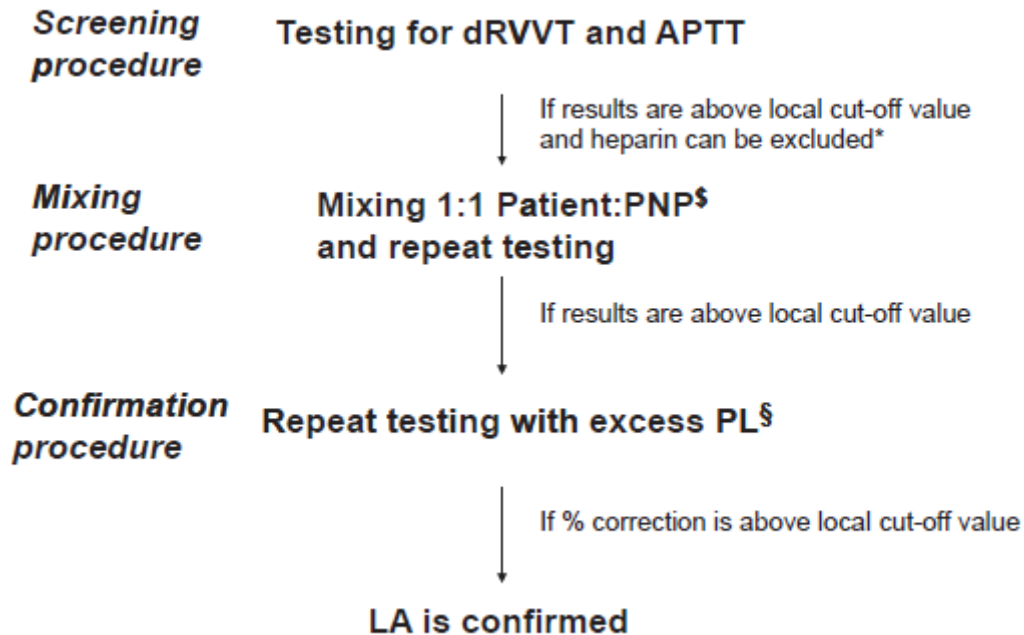 Screening
procedure
Testing for dRVVT and APTT
If results are above local cut-off value
and heparin can be excluded*
Mixing
procedure
Mixing 1:1 Patient:PNP$
and repeat testing
If results are above local cut-off value
Confirmation
procedure
Repeat testing with excess PL§
If % correction is above local cut-off value
LA is confirmed